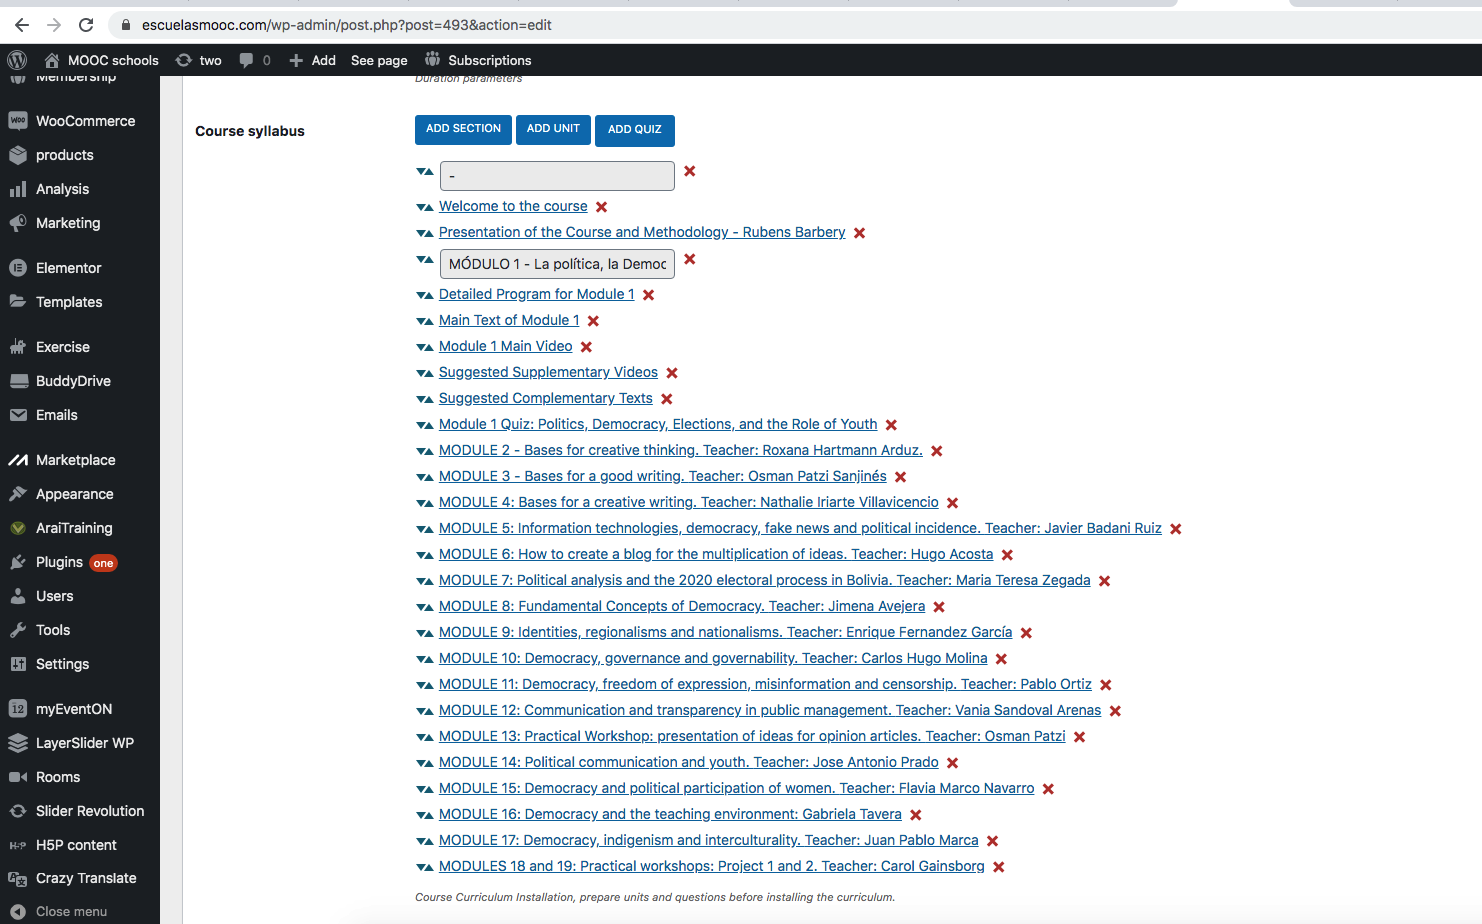 escuelasmooc.com/wp-admin/post.php?post=493&action=edit
MOOC schools two 0 Add See page Subscriptions
Membership
WooCommerce
products
Analysis
Marketing
Elementor
Templates
Exercise
BuddyDrive
Emails
Marketplace
Appearance
AraiTraining
Plugins one
Users
Tools
Settings
12 myEventON
LayerSlider WP
Rooms
Slider Revolution
H-P H5P content
Crazy Translate
Close menu
Duration parameters
Course syllabus
ADD SECTION ADD UNIT ADD QUIZ
-
Welcome to the course
Presentation of the Course and Methodology - Rubens Barbery
MÓDULO 1 - La política, la Democ
Detailed Program for Module 1
Main Text of Module 1
Module 1 Main Video
Suggested Supplementary Videos
Suggested Complementary Texts
Module 1 Quiz: Politics, Democracy, Elections, and the Role of Youth
MODULE 2 - Bases for creative thinking. Teacher: Roxana Hartmann Arduz.
MODULE 3 - Bases for a good writing. Teacher: Osman Patzi Sanjinés
MODULE 4: Bases for a creative writing. Teacher: Nathalie Iriarte Villavicencio
MODULE 5: Information technologies, democracy, fake news and political incidence. Teacher: Javier Badani Ruiz
MODULE 6: How to create a blog for the multiplication of ideas. Teacher: Hugo Acosta
MODULE 7: Political analysis and the 2020 electoral process in Bolivia. Teacher: Maria Teresa Zegada
MODULE 8: Fundamental Concepts of Democracy. Teacher: Jimena Avejera
MODULE 9: Identities, regionalisms and nationalisms. Teacher: Enrique Fernandez García
MODULE 10: Democracy, governance and governability. Teacher: Carlos Hugo Molina
MODULE 11: Democracy, freedom of expression, misinformation and censorship. Teacher: Pablo Ortiz
MODULE 12: Communication and transparency in public management. Teacher: Vania Sandoval Arenas
MODULE 13: Practical Workshop: presentation of ideas for opinion articles. Teacher: Osman Patzi
MODULE 14: Political communication and youth. Teacher: Jose Antonio Prado
MODULE 15: Democracy and political participation of women. Teacher: Flavia Marco Navarro
MODULE 16: Democracy and the teaching environment: Gabriela Tavera
MODULE 17: Democracy, indigenism and interculturality. Teacher: Juan Pablo Marca
MODULES 18 and 19: Practical workshops: Project 1 and 2. Teacher: Carol Gainsborg
Course Curriculum Installation, prepare units and questions before installing the curriculum.